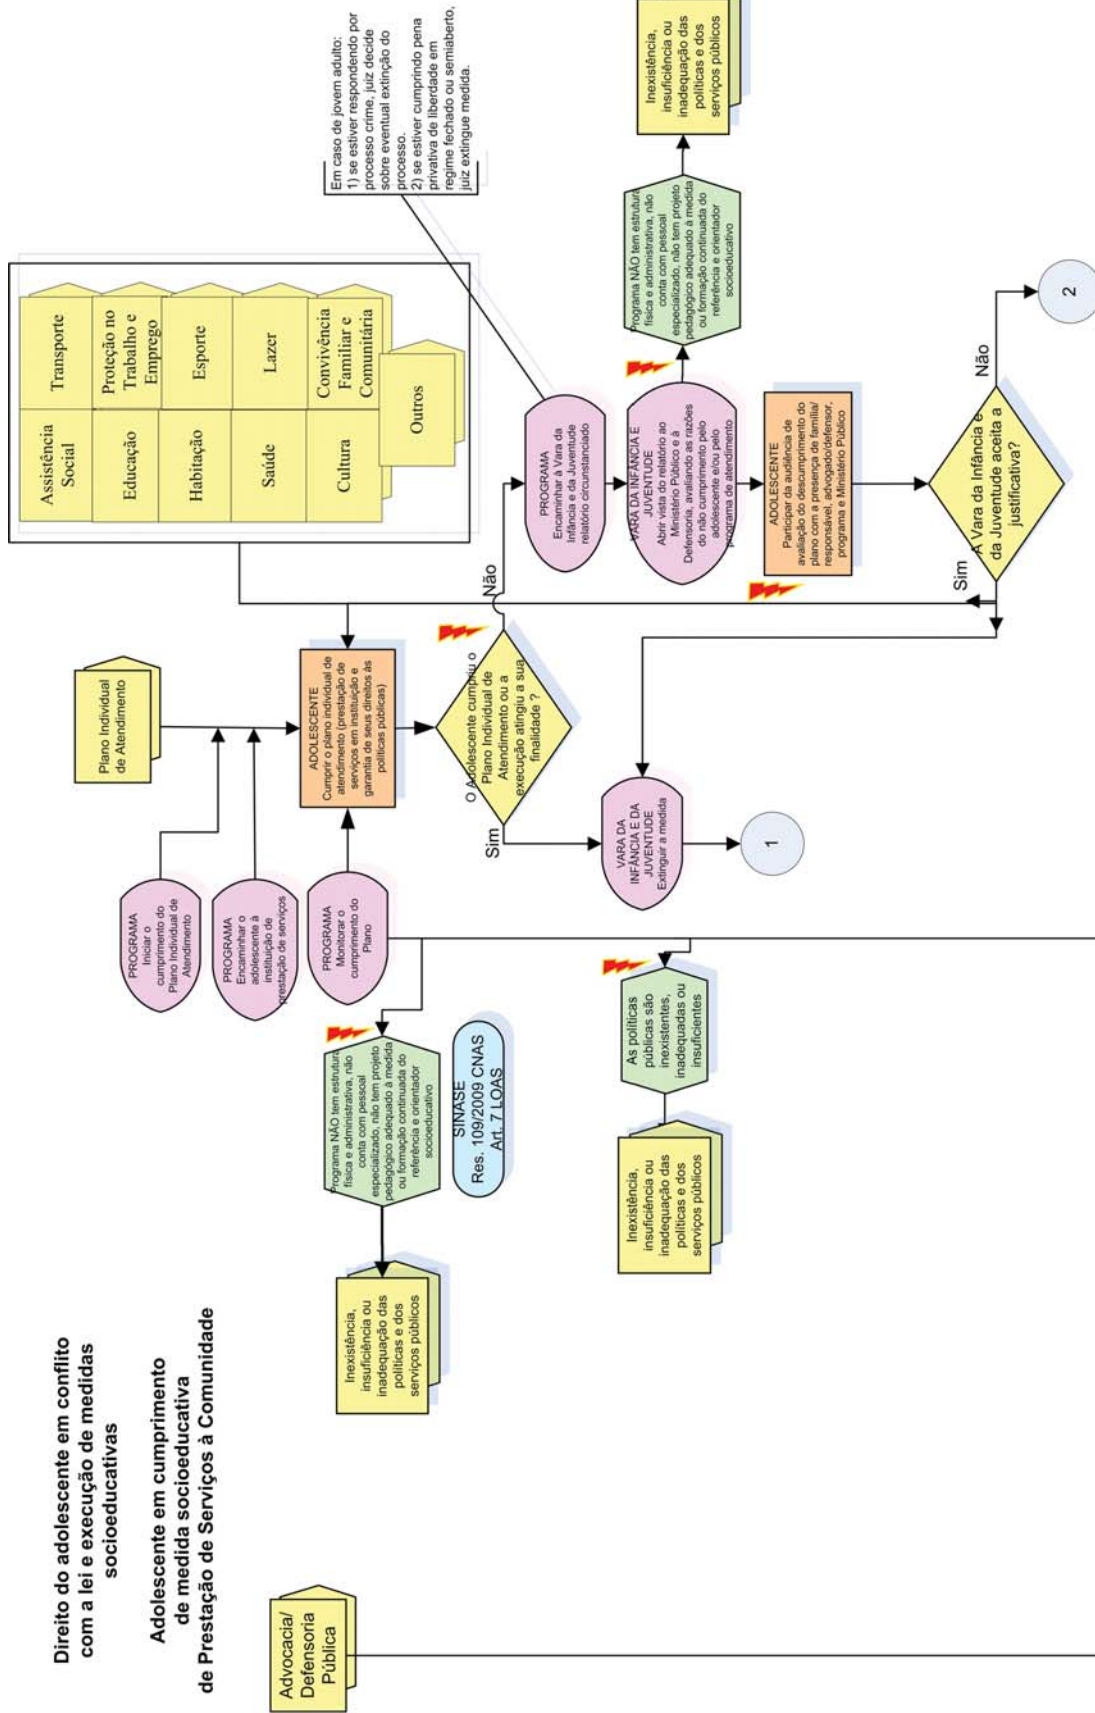 Direito do adolescente em conflito
com a lei e execução de medidas
socioeducativas
Adolescente em cumprimento
de medida socioeducativa
de Prestação de Serviços à Comunidade
Advocacia/
Defensoria
Pública
Plano Individual
de Atendimento
PROGRAMA
Iniciar o
cumprimento do
Plano Individual de
Atendimento
PROGRAMA
Encaminhar o
adolescente à
instituição de
prestação de serviços
PROGRAMA
Monitorar o
cumprimento do
Plano
ADOLESCENTE
Cumprir o plano individual de
atendimento (prestação de
serviços em instituição e
garantia de seus direitos às
políticas públicas)
Assistência
Social
Transporte
Educação
Proteção no
Trabalho e
Emprego
Habitação
Esporte
Saúde
Lazer
Cultura
Convivência
Familiar e
Comunitária
Outros
Em caso de jovem adulto:
1) se estiver respondendo por
processo crime, juiz decide
sobre eventual extinção do
processo.
2) se estiver cumprindo pena
privativa de liberdade em
regime fechado ou semiaberto,
juiz extingue medida.
Programa NÃO tem estrutura
física e administrativa, não
conta com pessoal
especializado, não tem projeto
pedagógico adequado à medida
ou formação continuada do
referência e orientador
socioeducativo
SINASE
Res. 109/2009 CNAS
Art. 7 LOAS
Inexistência,
insuficiência ou
inadequação das
políticas e dos
serviços públicos
O Adolescente cumpriu o
Plano Individual de
Atendimento ou a
execução atingiu a sua
finalidade ?
Sim
Não
PROGRAMA
Encaminhar à Vara da
Infância e da Juventude
relatório circunstanciado
VARA DA INFÂNCIA E
JUVENTUDE
Abrir vista do relatório ao
Ministério Público e à
Defensoria, avaliando as razões
do não cumprimento pelo
adolescente e/ou pelo
programa de atendimento
Programa NÃO tem estrutura
física e administrativa, não
conta com pessoal
especializado, não tem projeto
pedagógico adequado à medida
ou formação continuada do
referência e orientador
socioeducativo
Inexistência,
insuficiência ou
inadequação das
políticas e dos
serviços públicos
VARA DA
INFÂNCIA E DA
JUVENTUDE
Extinguir a medida
1
As políticas
públicas são
inexistentes,
inadequadas ou
insuficientes
Inexistência,
insuficiência ou
inadequação das
políticas e dos
serviços públicos
ADOLESCENTE
Participar da audiência de
avaliação do descumprimento do
plano com a presença de família/
responsável, advogado/defensor,
programa e Ministério Público
A Vara da Infância e
da Juventude aceita a
justificativa?
Sim
Não
2